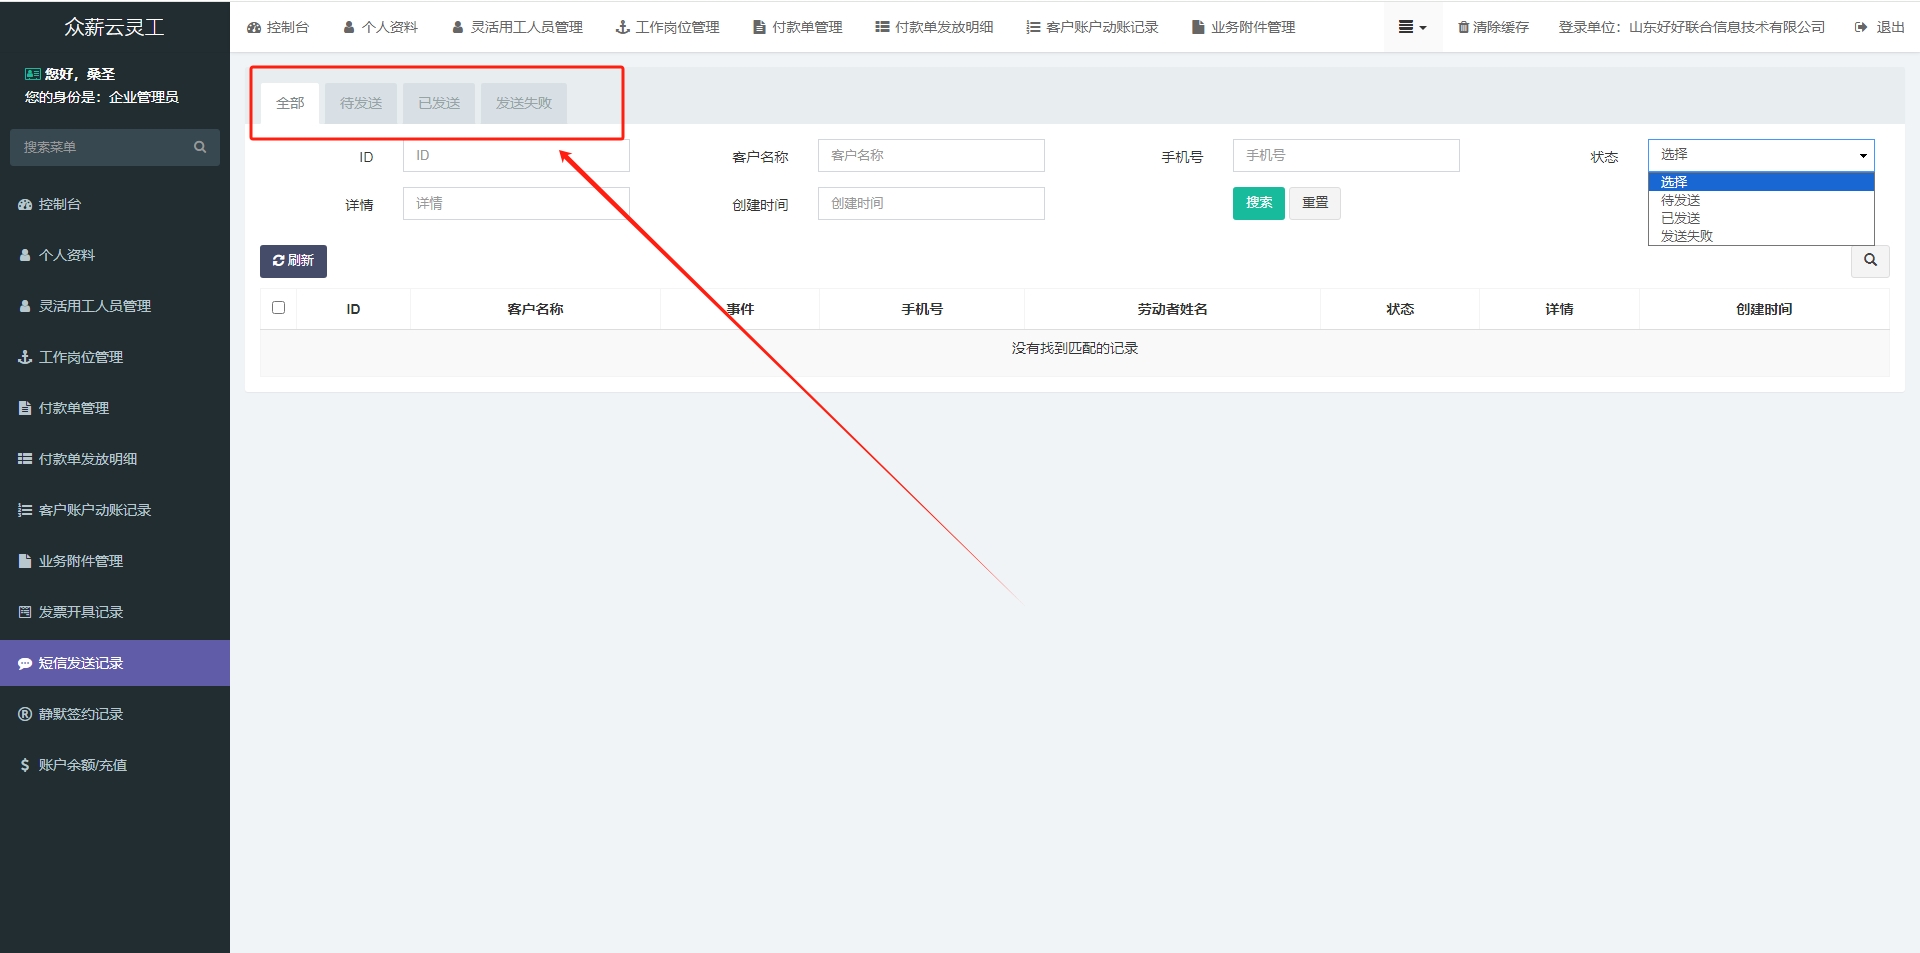 众薪云灵工
您好，桑圣
您的身份是：企业管理员
搜索菜单
控制台
个人资料
灵活用工人员管理
工作岗位管理
付款单管理
付款单发放明细
客户账户动账记录
业务附件管理
发票开具记录
短信发送记录
静默签约记录
账户余额/充值
控制台 个人资料 灵活用工人员管理 工作岗位管理 付款单管理 付款单发放明细 客户账户动账记录 业务附件管理 清除缓存 登录单位：山东好好联合信息技术有限公司 退出
全部 待发送 已发送 发送失败
ID ID 客户名称 客户名称 手机号 手机号 状态 选择
选择
待发送
已发送
发送失败
详情 详情 创建时间 创建时间 搜索 重置
刷新
ID 客户名称 事件 手机号 劳动者姓名 状态 详情 创建时间
没有找到匹配的记录